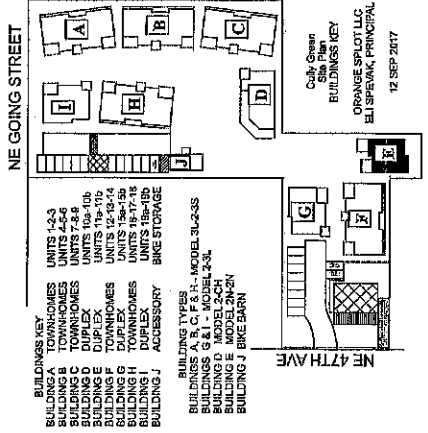 NE GOING STREET
A
B
C
I
H
D
J
G
F
E
NE 47TH AVE
BUILDINGS KEY
BUILDING A TOWNHOMES UNITS 1-2-3
BUILDING B TOWNHOMES UNITS 4-5-6
BUILDING C TOWNHOMES UNITS 7-8-9
BUILDING D DUPLEX UNITS 10a-10b
BUILDING E DUPLEX UNITS 11a-11b
BUILDING F TOWNHOMES UNITS 12-13-14
BUILDING G DUPLEX UNITS 15a-15b
BUILDING H TOWNHOMES UNITS 16-17-18
BUILDING I DUPLEX UNITS 19a-19b
BUILDING J ACCESSORY BIKE STORAGE
BUILDING TYPES
BUILDINGS A, B, C, F & H - MODEL 3L-2-3S
BUILDINGS G & I - MODEL 2-3L
BUILDING D MODEL 2-CH
BUILDING E MODEL 2N-2N
BUILDING J BIKE BARN
Cully Green
Site Plan
BUILDINGS KEY
ORANGE SPLOT LLC
ELI SPEVAK, PRINCIPAL
12 SEP 2017